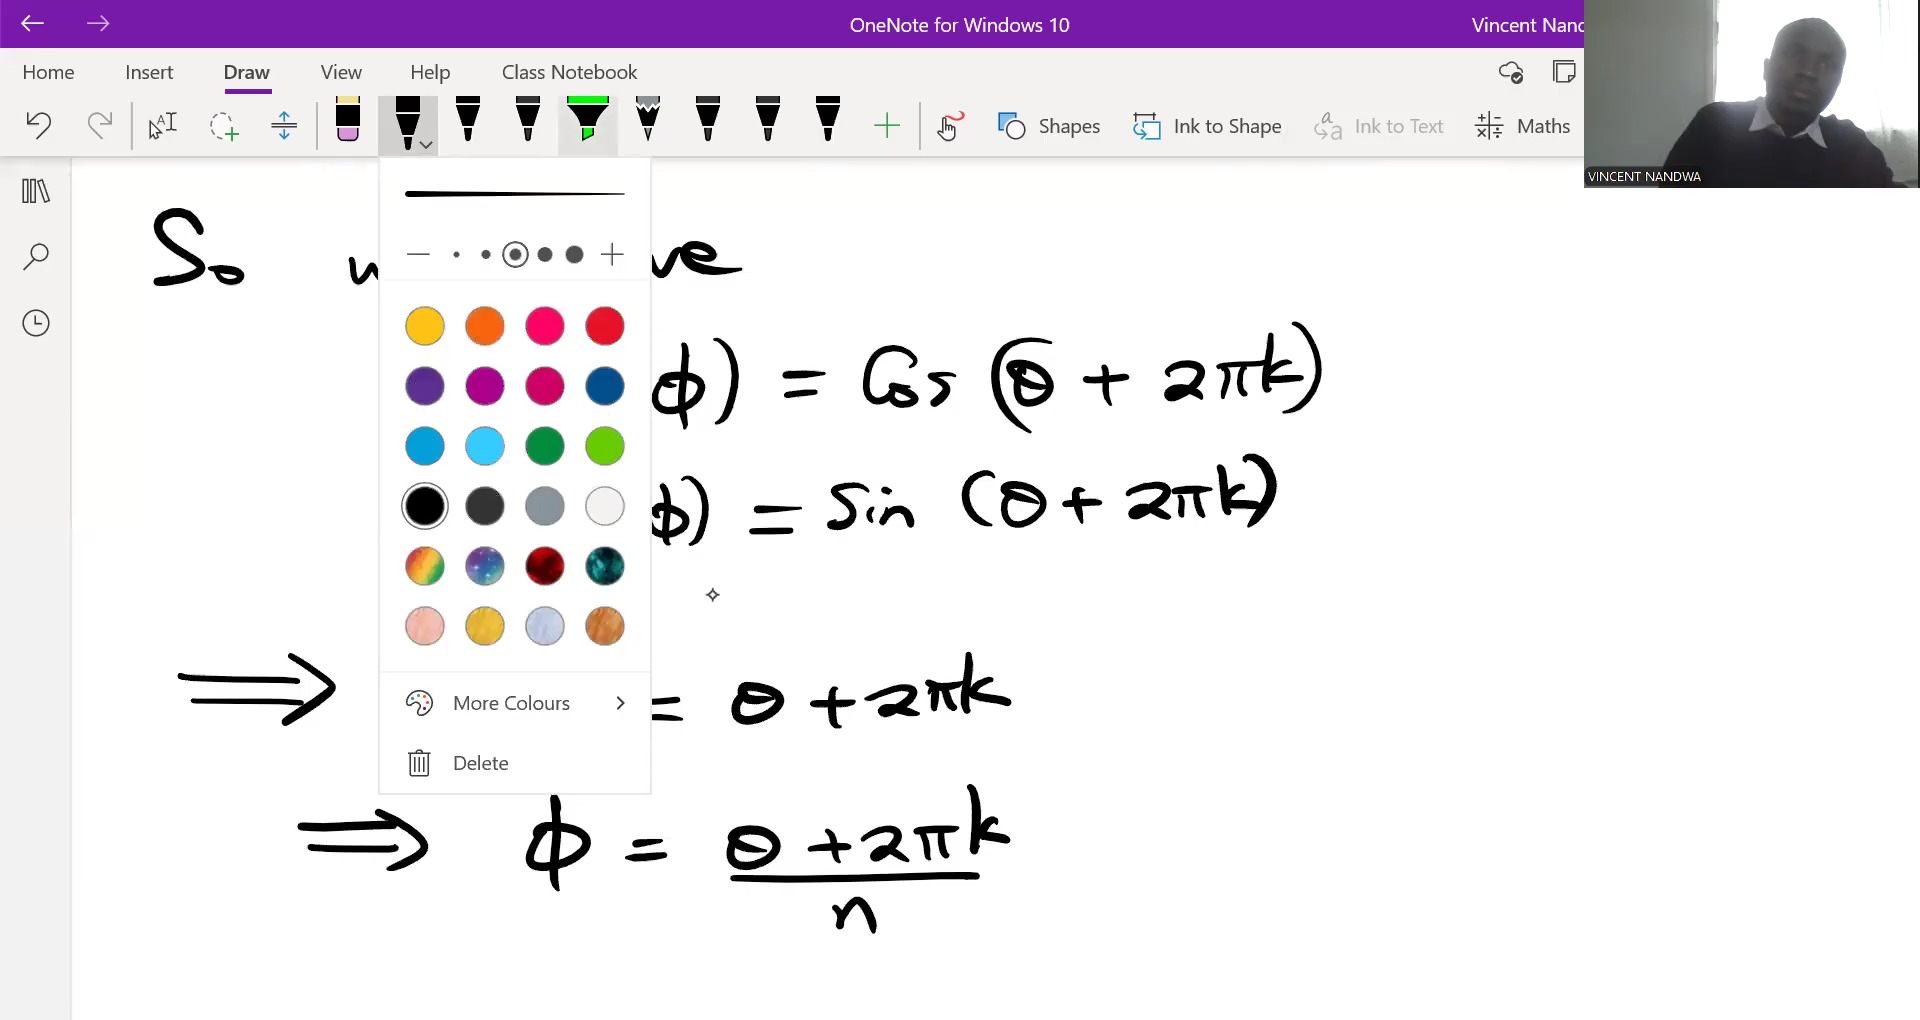 OneNote for Windows 10
Vincent Nand
Home Insert Draw View Help Class Notebook
Shapes Ink to Shape Ink to Text Maths
VINCENT NANDWA
So w ve
ϕ) = Cos (θ + 2πk)
ϕ) = Sin (θ + 2πk)
⟹ = θ + 2πk
More Colours
Delete
⟹ ϕ = θ + 2πk
n